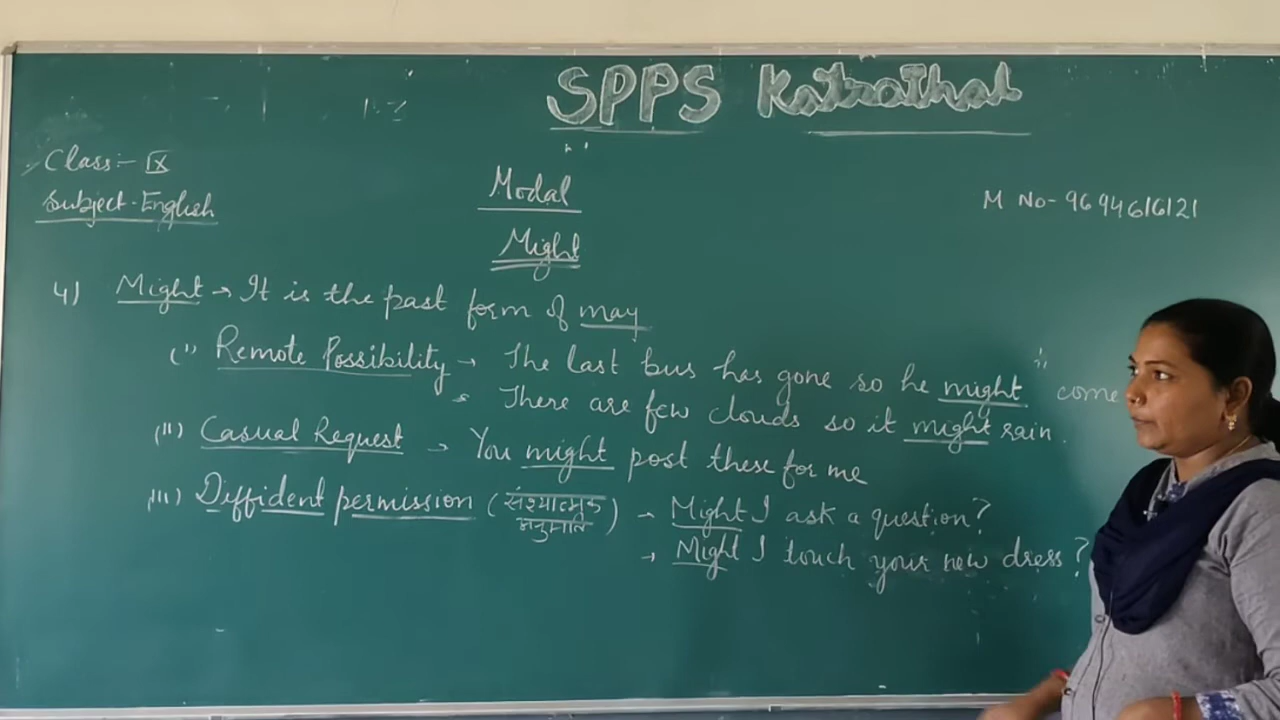 SPPS Katrathal
Class:- IX
Subject- English
Modal
M No- 9694616121
Might
4) Might → It is the past form of may
(i) Remote Possibility → The last bus has gone so he might come
→ There are few clouds so it might rain.
(ii) Casual Request → You might post these for me
(iii) Diffident permission (संश्यात्मक → Might I ask a question?
अनुमति)
→ Might I touch your new dress?